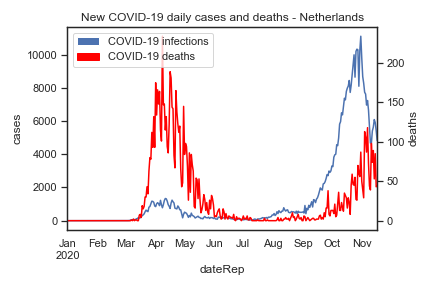 New COVID-19 daily cases and deaths - Netherlands
COVID-19 infections
COVID-19 deaths
10000
8000
6000
4000
2000
0
cases
200
150
100
50
0
deaths
Jan Feb Mar Apr May Jun Jul Aug Sep Oct Nov
2020
dateRep